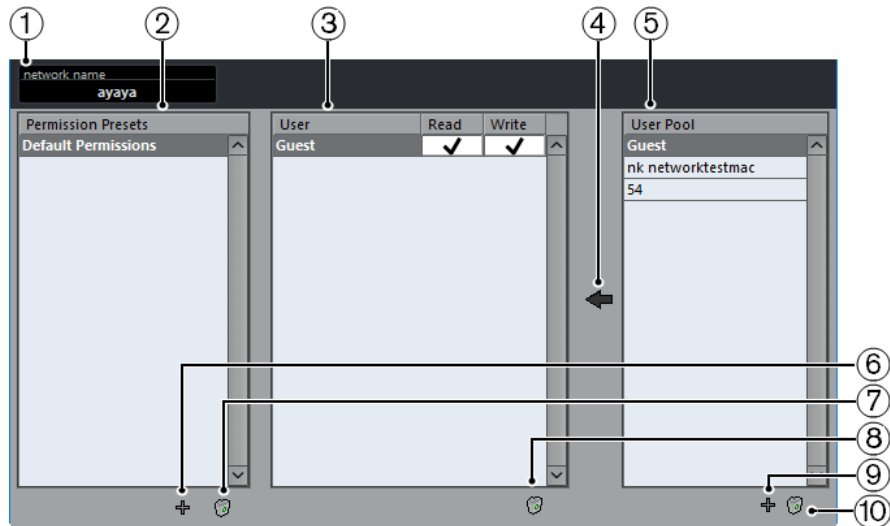 1 2 3 4 5
network name
ayaya
Permission Presets
Default Permissions
User Read Write
Guest
User Pool
Guest
nk networktestmac
54
6
7
8
9
10